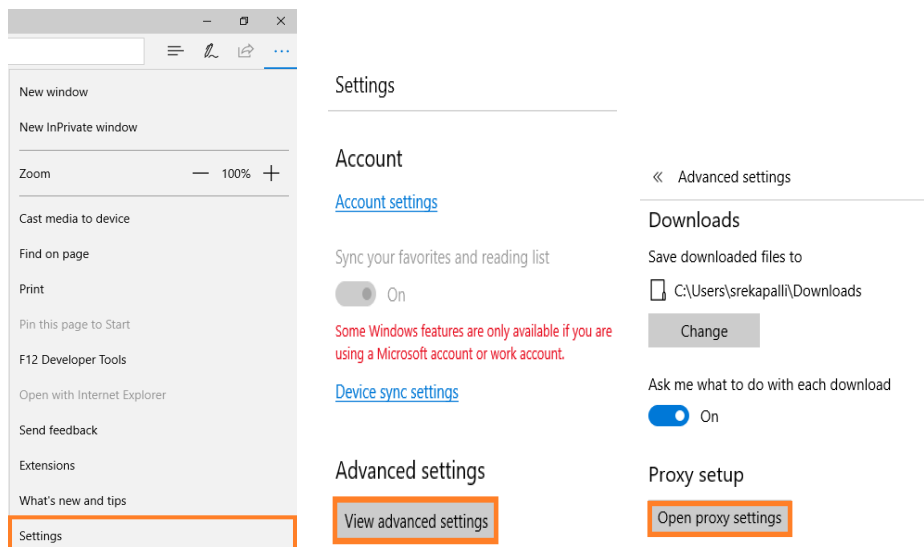 New window
New InPrivate window
Zoom
100%
Cast media to device
Find on page
Print
Pin this page to Start
F12 Developer Tools
Open with Internet Explorer
Send feedback
Extensions
What's new and tips
Settings
Settings
Account
Account settings
Sync your favorites and reading list
On
Some Windows features are only available if you are
using a Microsoft account or work account.
Device sync settings
Advanced settings
View advanced settings
« Advanced settings
Downloads
Save downloaded files to
C:\Users\srekapalli\Downloads
Change
Ask me what to do with each download
On
Proxy setup
Open proxy settings